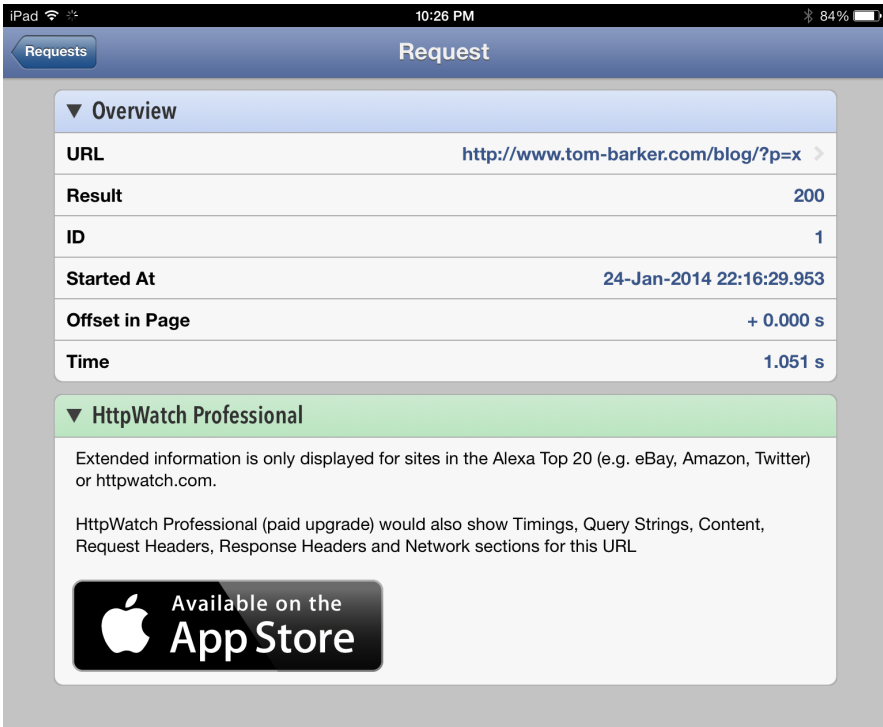 iPad 10:26 PM 84%
Requests Request
Overview
URL http://www.tom-barker.com/blog/?p=x
Result 200
ID 1
Started At 24-Jan-2014 22:16:29.953
Offset in Page + 0.000 s
Time 1.051 s
HttpWatch Professional
Extended information is only displayed for sites in the Alexa Top 20 (e.g. eBay, Amazon, Twitter)
or httpwatch.com.
HttpWatch Professional (paid upgrade) would also show Timings, Query Strings, Content,
Request Headers, Response Headers and Network sections for this URL
Available on the
App Store